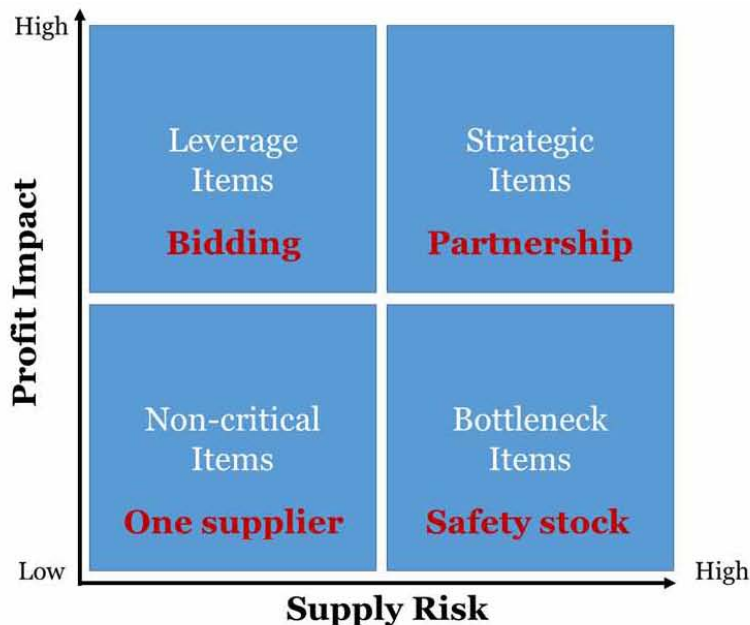 High
Leverage
Items
Bidding
Strategic
Items
Partnership
Profit Impact
Non-critical
Items
One supplier
Bottleneck
Items
Safety stock
Low
High
Supply Risk